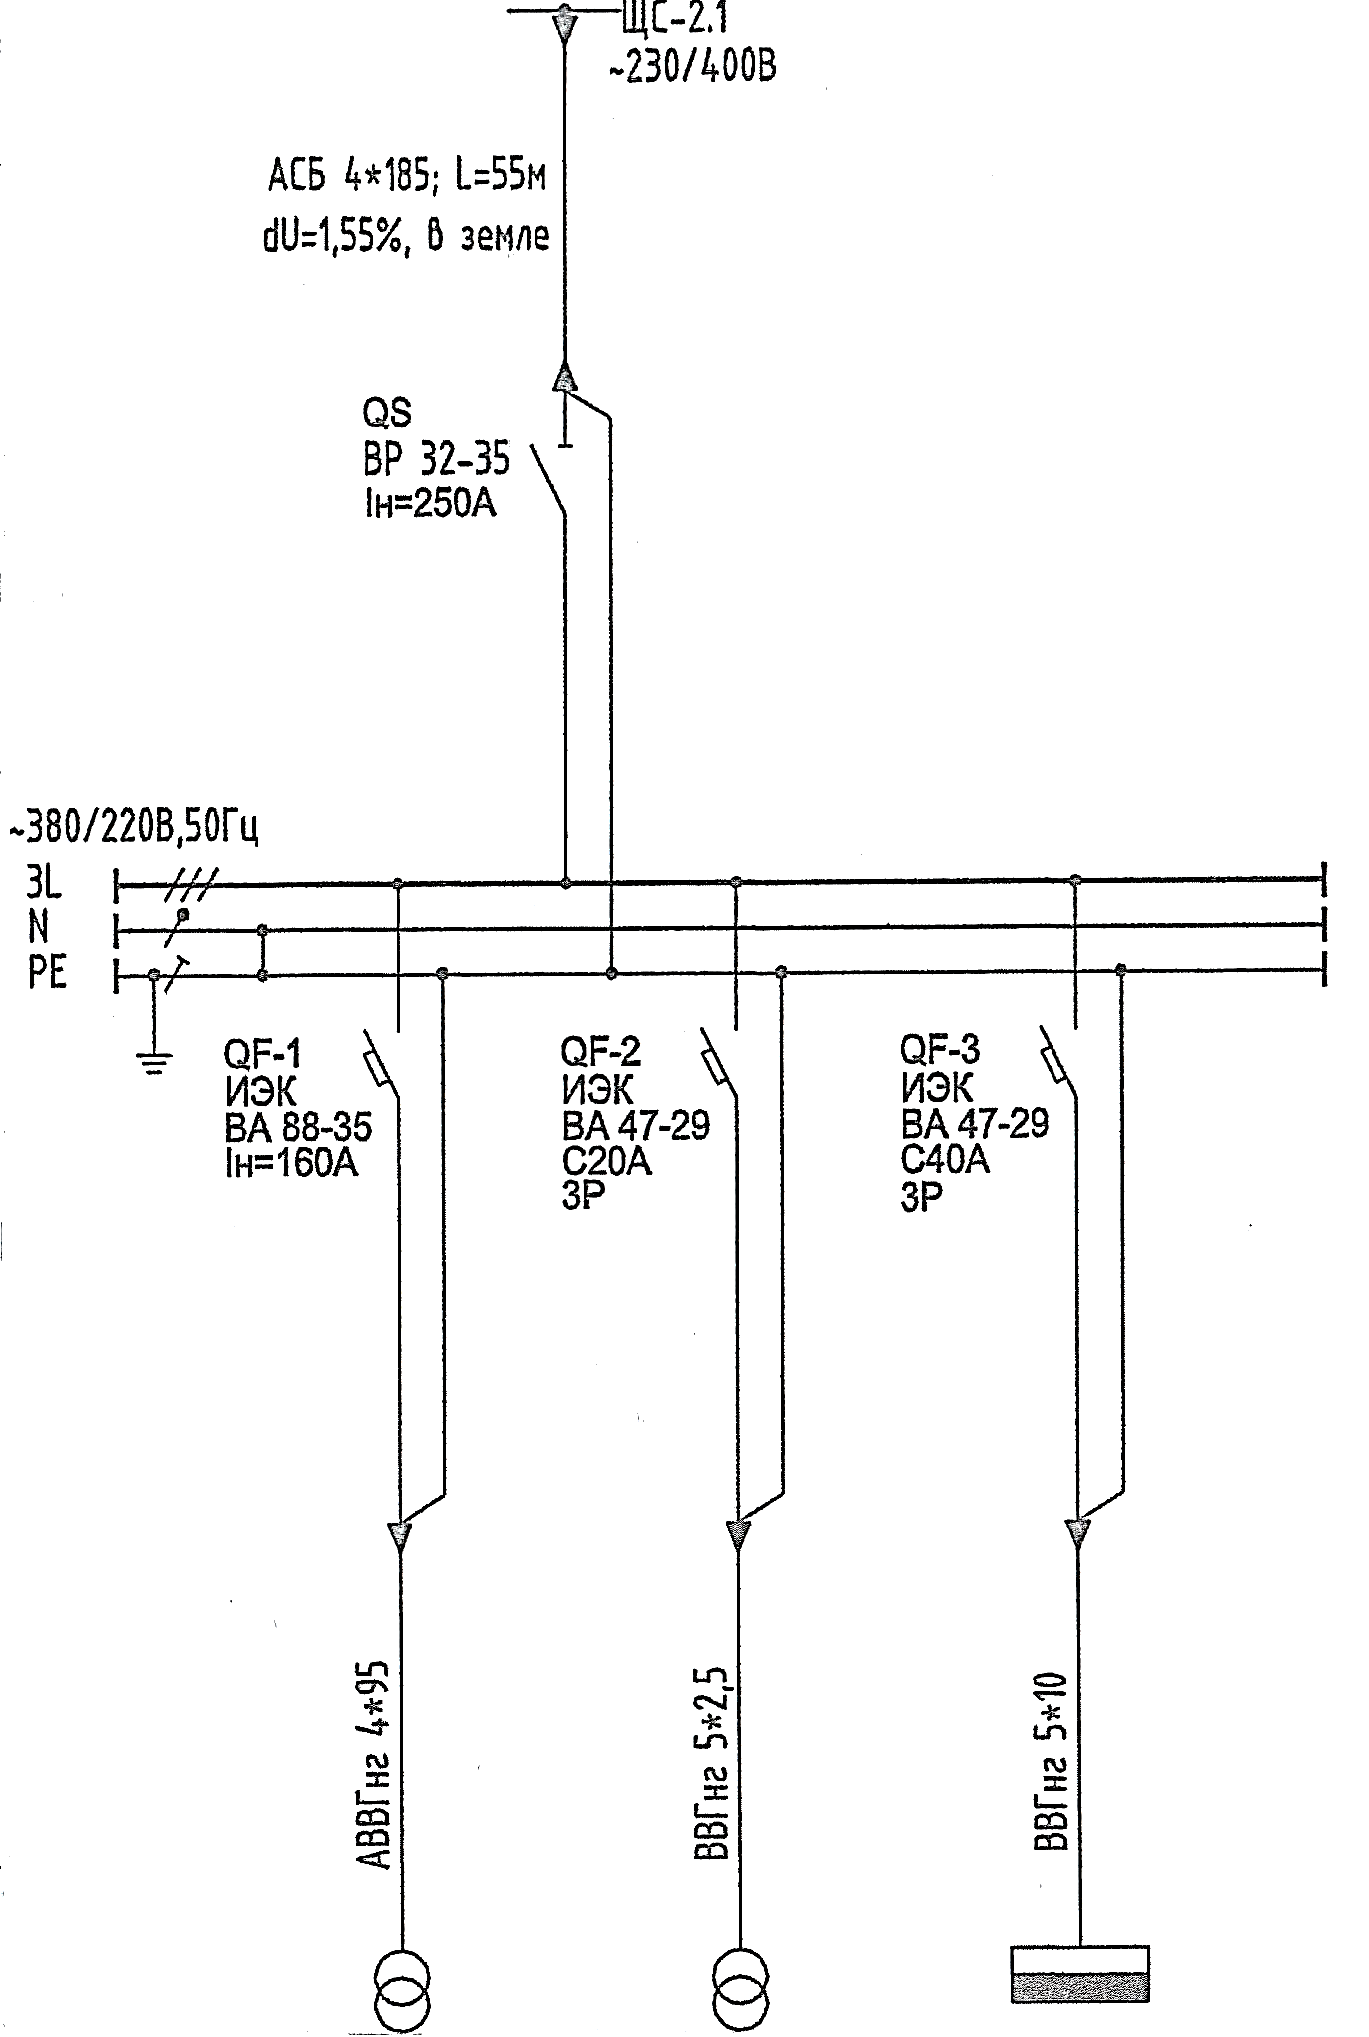 ЩС-2.1
~230/400В
АСБ 4*185; L=55м
dU=1,55%, в земле
QS
ВР 32-35
Iн=250А
~380/220В,50Гц
3L
N
PE
QF-1
ИЭК
ВА 88-35
Iн=160А
QF-2
ИЭК
ВА 47-29
С20А
3P
QF-3
ИЭК
ВА 47-29
С40А
3P
АВВГнг 4*95
ВВГнг 5*2,5
ВВГнг 5*10